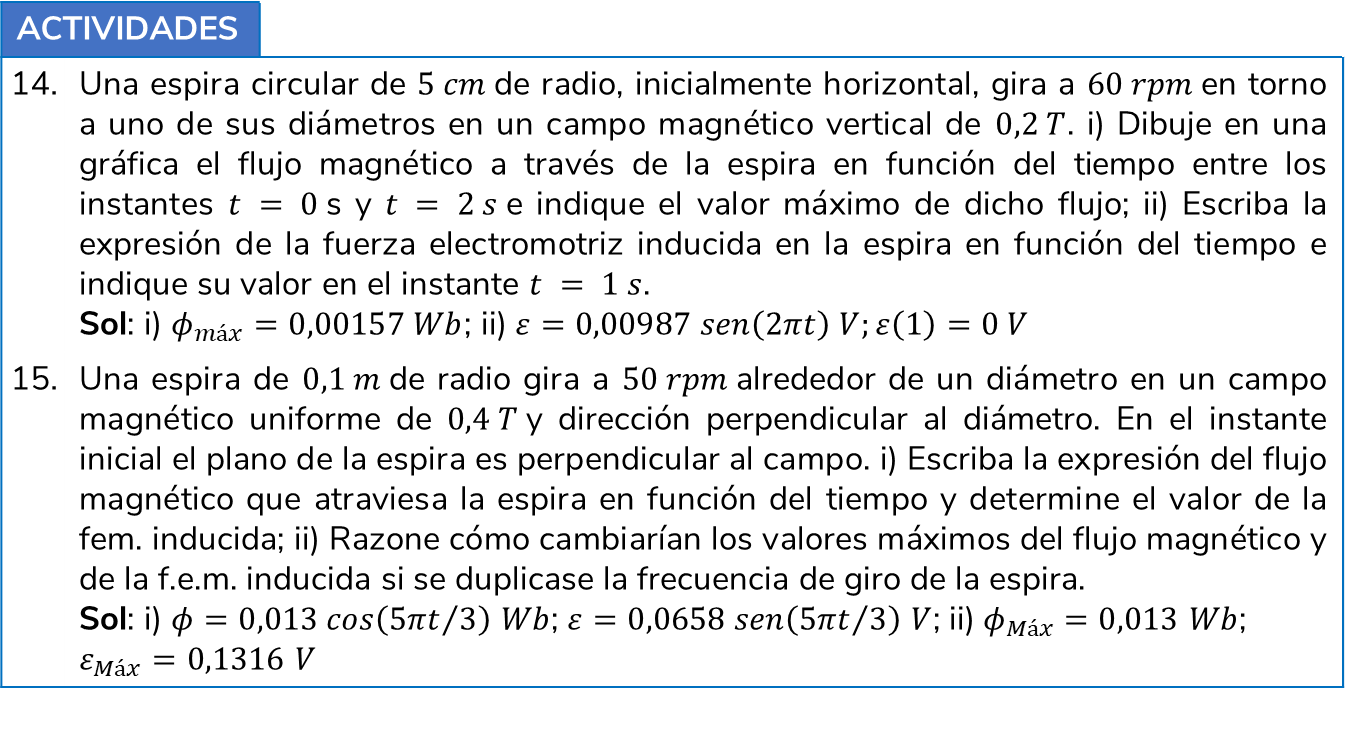 ACTIVIDADES
14. Una espira circular de 5 cm de radio, inicialmente horizontal, gira a 60 rpm en torno
a uno de sus diámetros en un campo magnético vertical de 0,2 T. i) Dibuje en una
gráfica el flujo magnético a través de la espira en función del tiempo entre los
instantes t = 0 s y t = 2 s e indique el valor máximo de dicho flujo; ii) Escriba la
expresión de la fuerza electromotriz inducida en la espira en función del tiempo e
indique su valor en el instante t = 1 s.
Sol: i) ϕmáx = 0,00157 Wb; ii) ε = 0,00987 sen(2πt) V; ε(1) = 0 V
15. Una espira de 0,1 m de radio gira a 50 rpm alrededor de un diámetro en un campo
magnético uniforme de 0,4 T y dirección perpendicular al diámetro. En el instante
inicial el plano de la espira es perpendicular al campo. i) Escriba la expresión del flujo
magnético que atraviesa la espira en función del tiempo y determine el valor de la
fem. inducida; ii) Razone cómo cambiarían los valores máximos del flujo magnético y
de la f.e.m. inducida si se duplicase la frecuencia de giro de la espira.
Sol: i) ϕ = 0,013 cos(5πt/3) Wb; ε = 0,0658 sen(5πt/3) V; ii) ϕMáx = 0,013 Wb;
εMáx = 0,1316 V